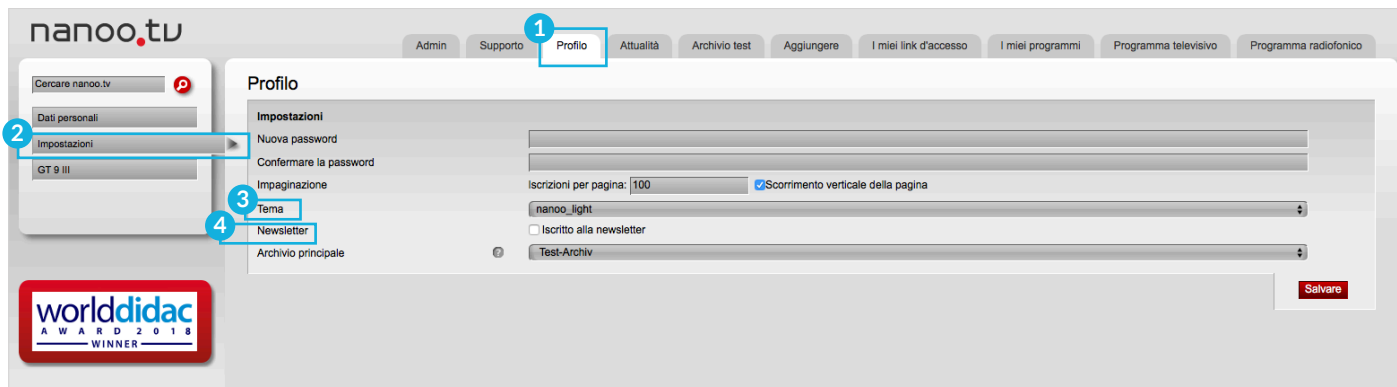 nanoo.tv
1
Admin Supporto Profilo Attualità Archivio test Aggiungere I miei link d'accesso I miei programmi Programma televisivo Programma radiofonico
Cercare nanoo.tv
Dati personali
2
Impostazioni
GT 9 III
Profilo
Impostazioni
Nuova password
Confermare la password
Impaginazione Iscrizioni per pagina: 100 Scorrimento verticale della pagina
3
Tema nanoo_light
4
Newsletter Iscritto alla newsletter
Archivio principale ? Test-Archiv
Salvare
worlddidac
AWARD 2018
WINNER